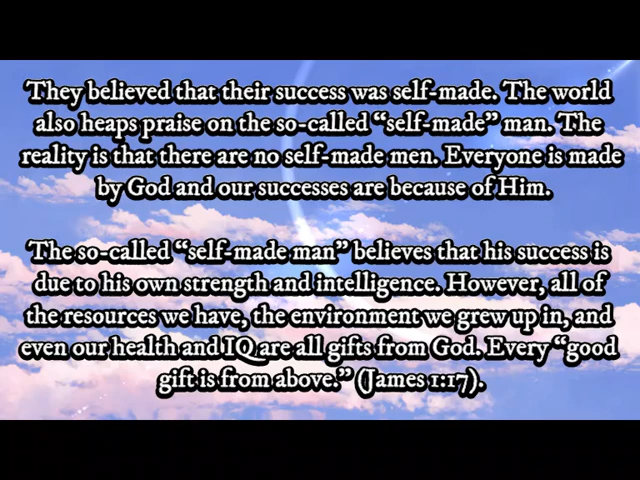 They believed that their success was self-made. The world
also heaps praise on the so-called “self-made” man. The
reality is that there are no self-made men. Everyone is made
by God and our successes are because of Him.
The so-called “self-made man” believes that his success is
due to his own strength and intelligence. However, all of
the resources we have, the environment we grew up in, and
even our health and IQ are all gifts from God. Every “good
gift is from above.” (James 1:17).